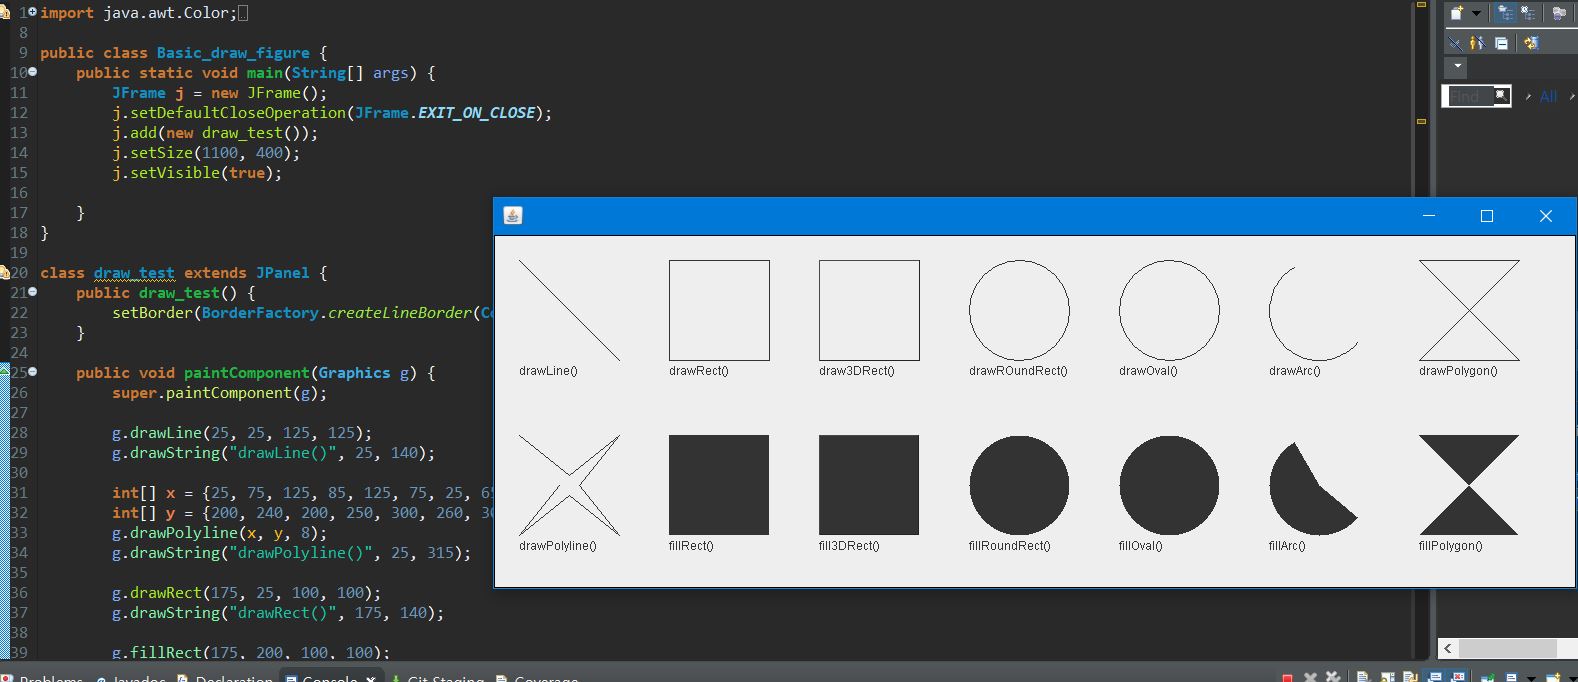 1 import java.awt.Color;
8
9 public class Basic_draw_figure {
10 public static void main(String[] args) {
11 JFrame j = new JFrame();
12 j.setDefaultCloseOperation(JFrame.EXIT_ON_CLOSE);
13 j.add(new draw_test());
14 j.setSize(1100, 400);
15 j.setVisible(true);
16
17 }
18 }
19
20 class draw_test extends JPanel {
21 public draw_test() {
22 setBorder(BorderFactory.createLineBorder(Co
23 }
24
25 public void paintComponent(Graphics g) {
26 super.paintComponent(g);
27
28 g.drawLine(25, 25, 125, 125);
29 g.drawString("drawLine()", 25, 140);
30
31 int[] x = {25, 75, 125, 85, 125, 75, 25, 65
32 int[] y = {200, 240, 200, 250, 300, 260, 30
33 g.drawPolyline(x, y, 8);
34 g.drawString("drawPolyline()", 25, 315);
35
36 g.drawRect(175, 25, 100, 100);
37 g.drawString("drawRect()", 175, 140);
38
39 g.fillRect(175, 200, 100, 100);
Find All
drawLine() drawRect() draw3DRect() drawROundRect() drawOval() drawArc() drawPolygon()
drawPolyline() fillRect() fill3DRect() fillRoundRect() fillOval() fillArc() fillPolygon()
Problems Javadoc Declaration Console Git Staging Coverage